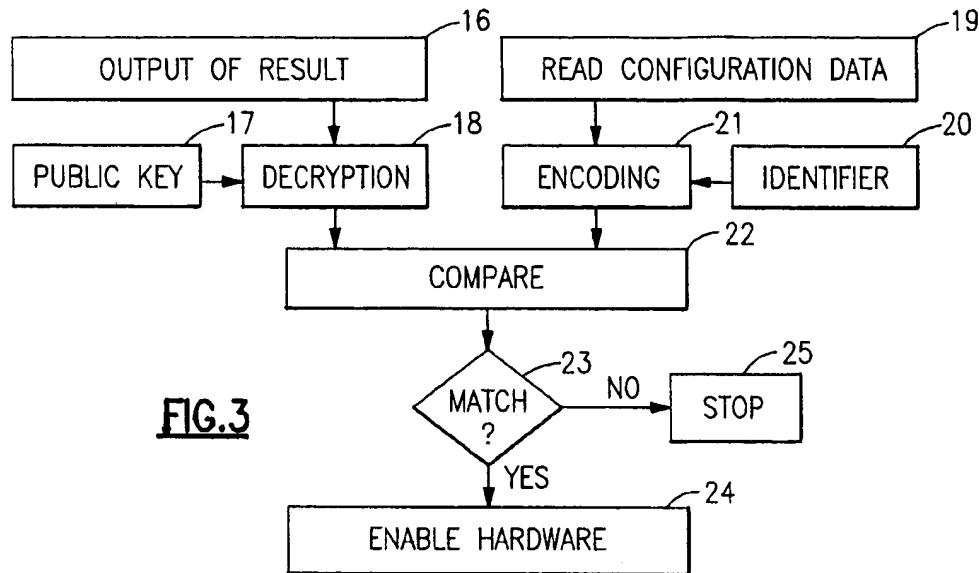 16
19
OUTPUT OF RESULT
READ CONFIGURATION DATA
17
18
21
20
PUBLIC KEY
DECRYPTION
ENCODING
IDENTIFIER
22
COMPARE
23
25
MATCH
?
NO
STOP
FIG.3
YES
24
ENABLE HARDWARE